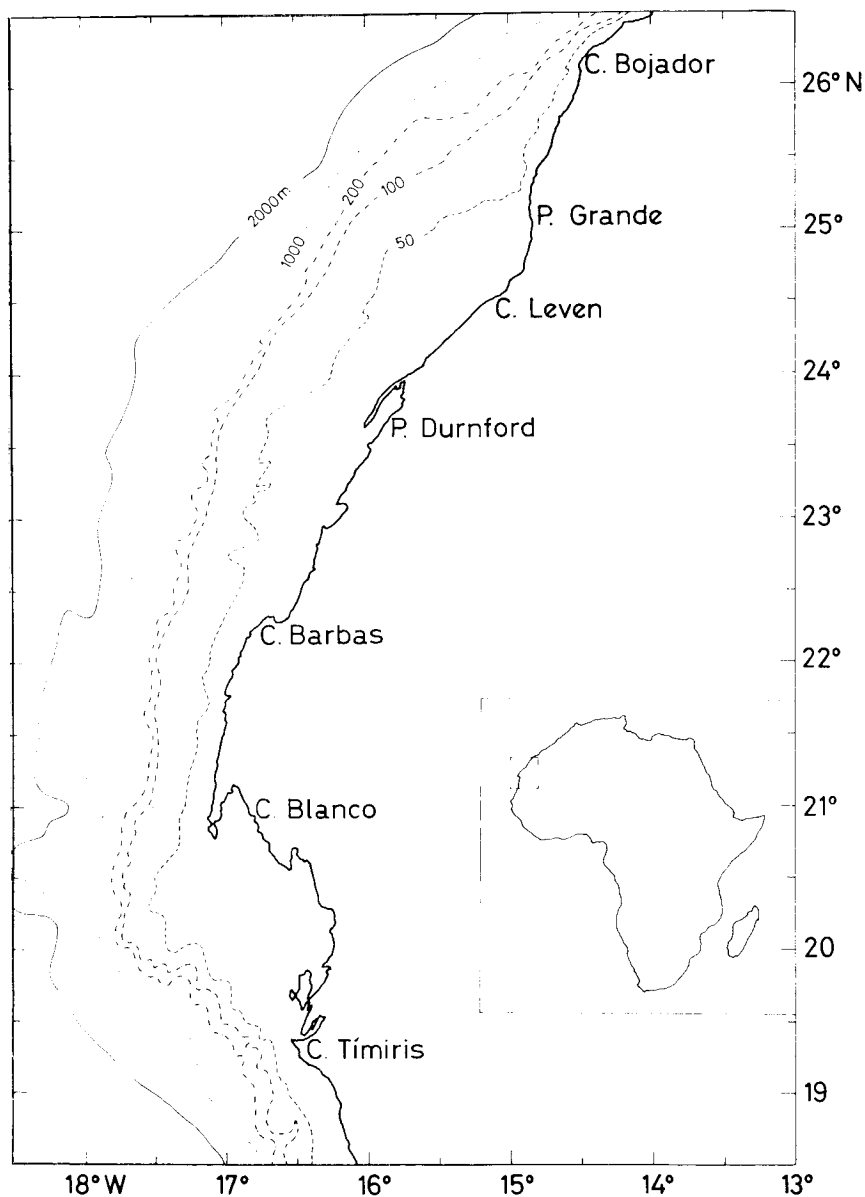 C. Bojador
26° N
200
100
2000m
P. Grande
25°
50
1000
C. Leven
24°
P. Durnford
23°
C. Barbas
22°
C. Blanco
21°
20
C. Tímiris
19
18° W
17°
16°
15°
14°
13°